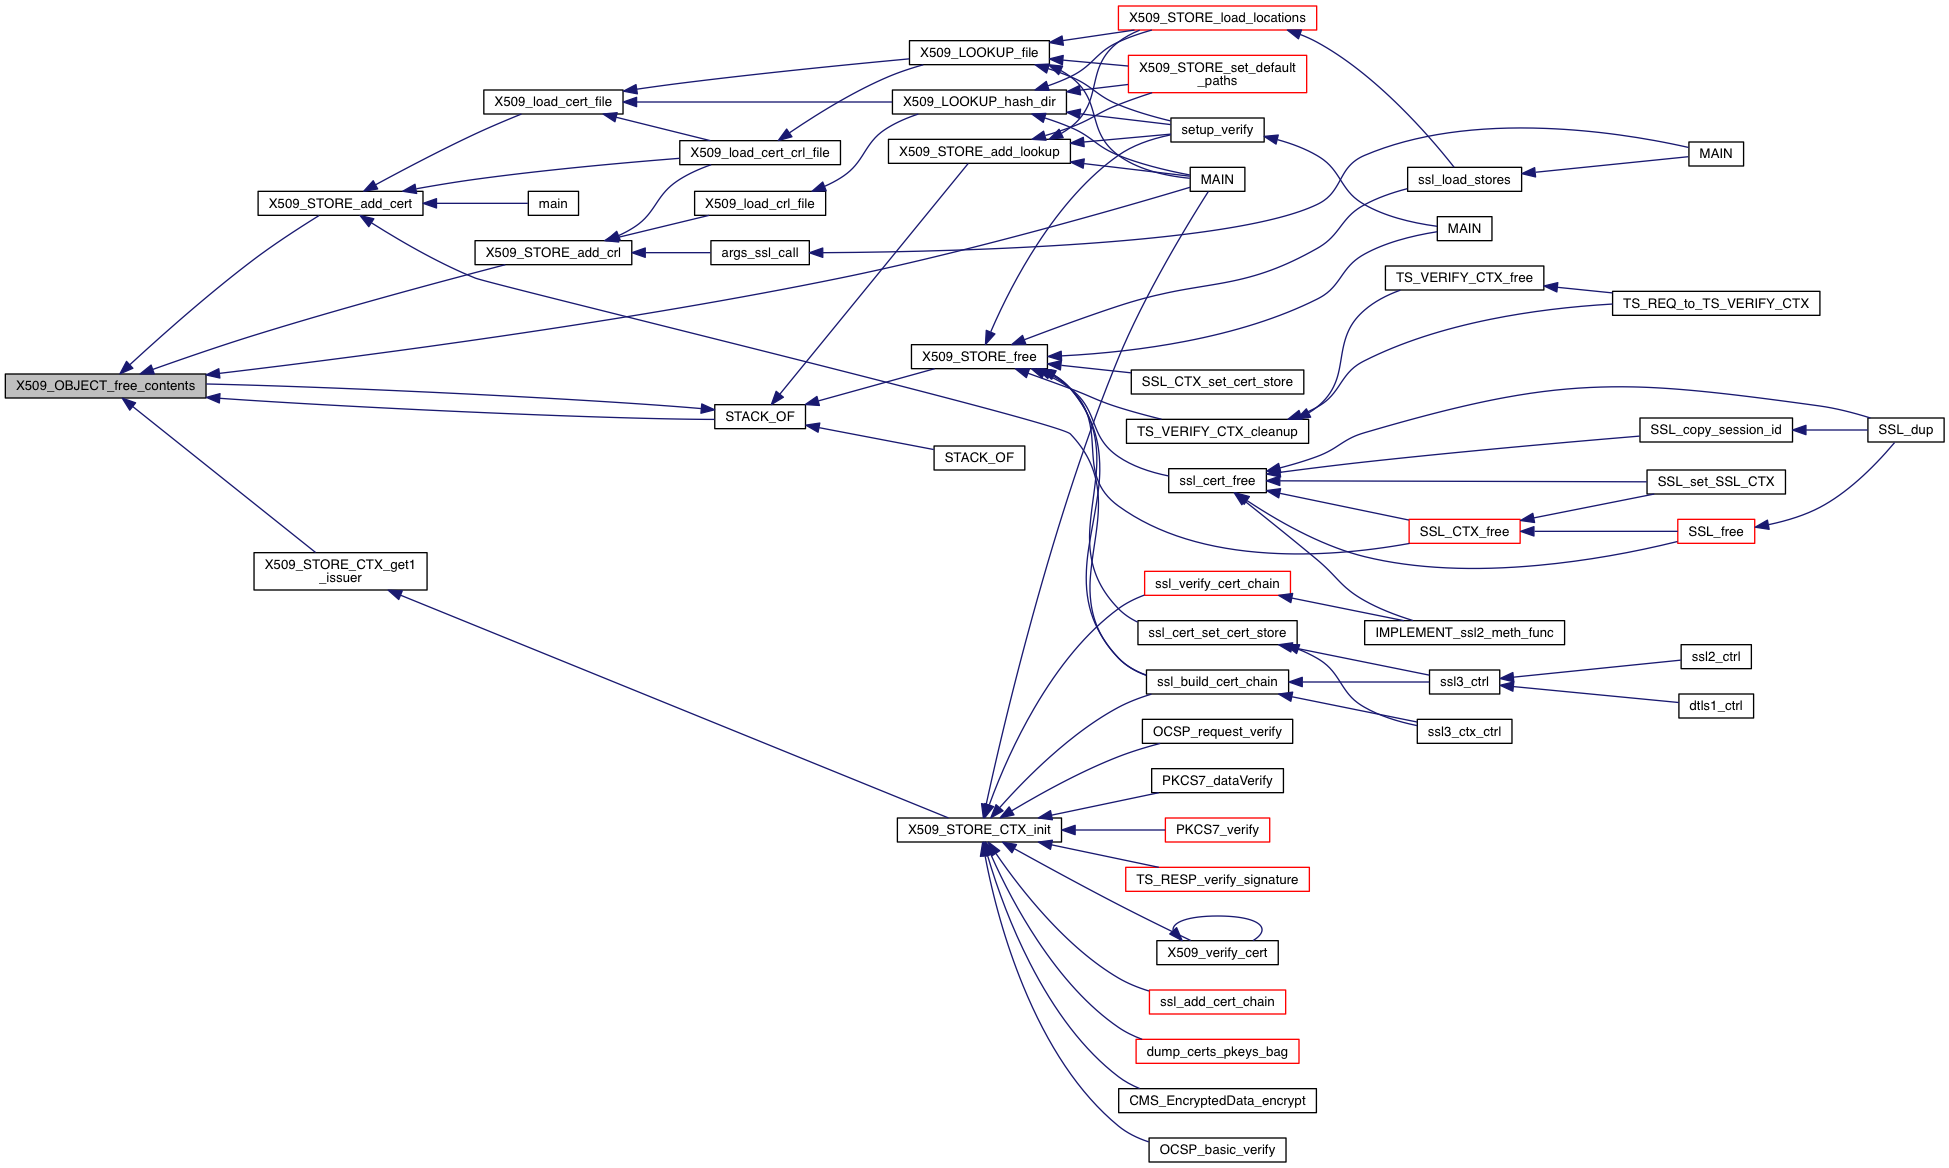 X509_STORE_load_locations
X509_LOOKUP_file
X509_STORE_set_default
_paths
X509_load_cert_file
X509_LOOKUP_hash_dir
setup_verify
X509_load_cert_crl_file
X509_STORE_add_lookup
MAIN
MAIN
ssl_load_stores
X509_STORE_add_cert
main
X509_load_crl_file
MAIN
X509_STORE_add_crl
args_ssl_call
TS_VERIFY_CTX_free
TS_REQ_to_TS_VERIFY_CTX
X509_STORE_free
X509_OBJECT_free_contents
SSL_CTX_set_cert_store
STACK_OF
TS_VERIFY_CTX_cleanup
SSL_copy_session_id
SSL_dup
STACK_OF
ssl_cert_free
SSL_set_SSL_CTX
SSL_CTX_free
SSL_free
X509_STORE_CTX_get1
_issuer
ssl_verify_cert_chain
ssl_cert_set_cert_store
IMPLEMENT_ssl2_meth_func
ssl2_ctrl
ssl_build_cert_chain
ssl3_ctrl
dtls1_ctrl
OCSP_request_verify
ssl3_ctx_ctrl
PKCS7_dataVerify
X509_STORE_CTX_init
PKCS7_verify
TS_RESP_verify_signature
X509_verify_cert
ssl_add_cert_chain
dump_certs_pkeys_bag
CMS_EncryptedData_encrypt
OCSP_basic_verify